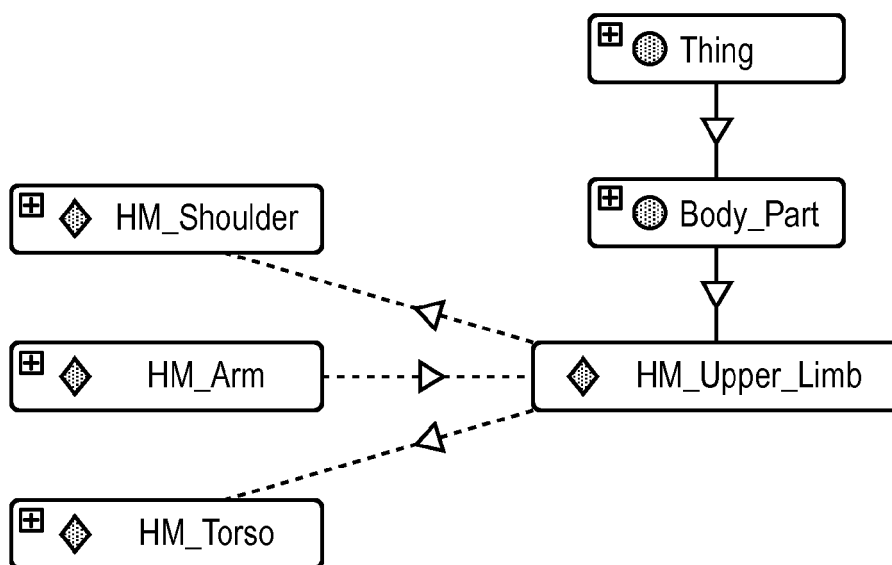 Thing
Body_Part
HM_Shoulder
HM_Arm
HM_Upper_Limb
HM_Torso